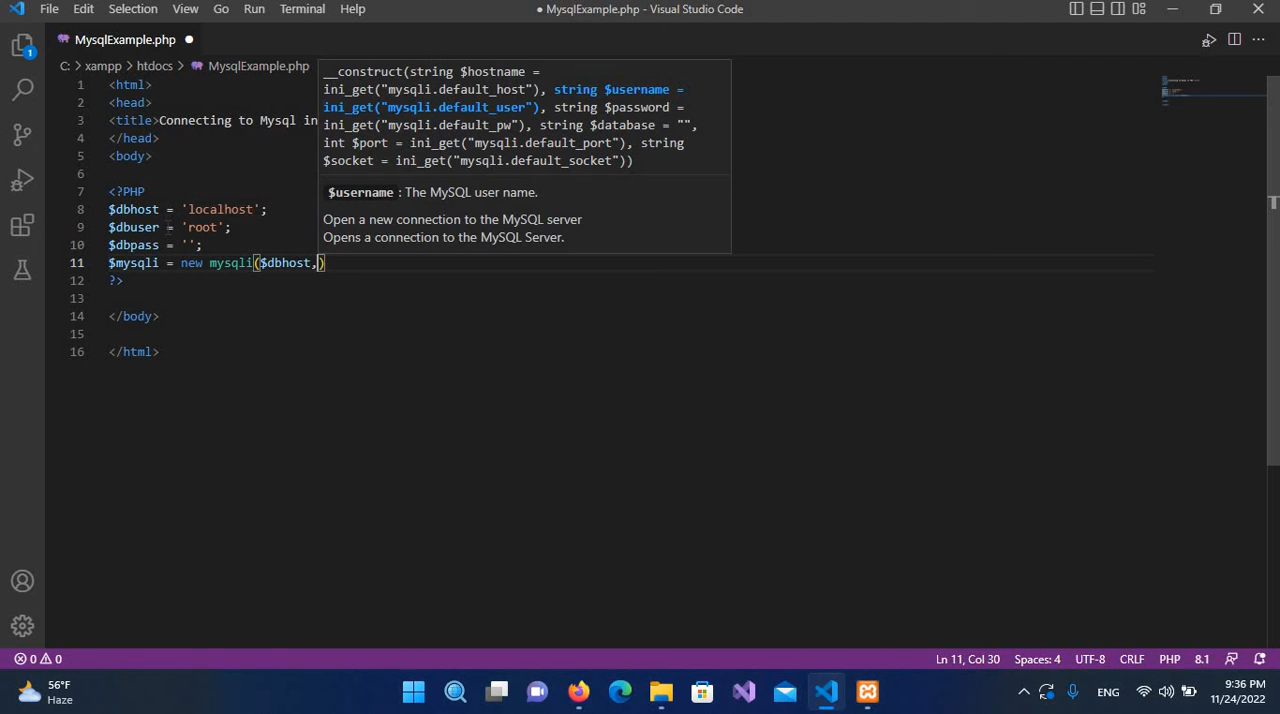 File Edit Selection View Go Run Terminal Help
● MysqlExample.php - Visual Studio Code
MysqlExample.php ●
C: > xampp > htdocs > MysqlExample.php
1 <html>
2 <head>
3 <title>Connecting to Mysql in
4 </head>
5 <body>
6
7 <?PHP
8 $dbhost = 'localhost';
9 $dbuser = 'root';
10 $dbpass = '';
11 $mysqli = new mysqli($dbhost,)
12 ?>
13
14 </body>
15
16 </html>
__construct(string $hostname =
ini_get("mysqli.default_host"), string $username =
ini_get("mysqli.default_user"), string $password =
ini_get("mysqli.default_pw"), string $database = "",
int $port = ini_get("mysqli.default_port"), string
$socket = ini_get("mysqli.default_socket"))
$username : The MySQL user name.
Open a new connection to the MySQL server
Opens a connection to the MySQL Server.
1
0 0 Ln 11, Col 30 Spaces: 4 UTF-8 CRLF PHP 8.1
56°F
Haze
ENG
9:36 PM
11/24/2022